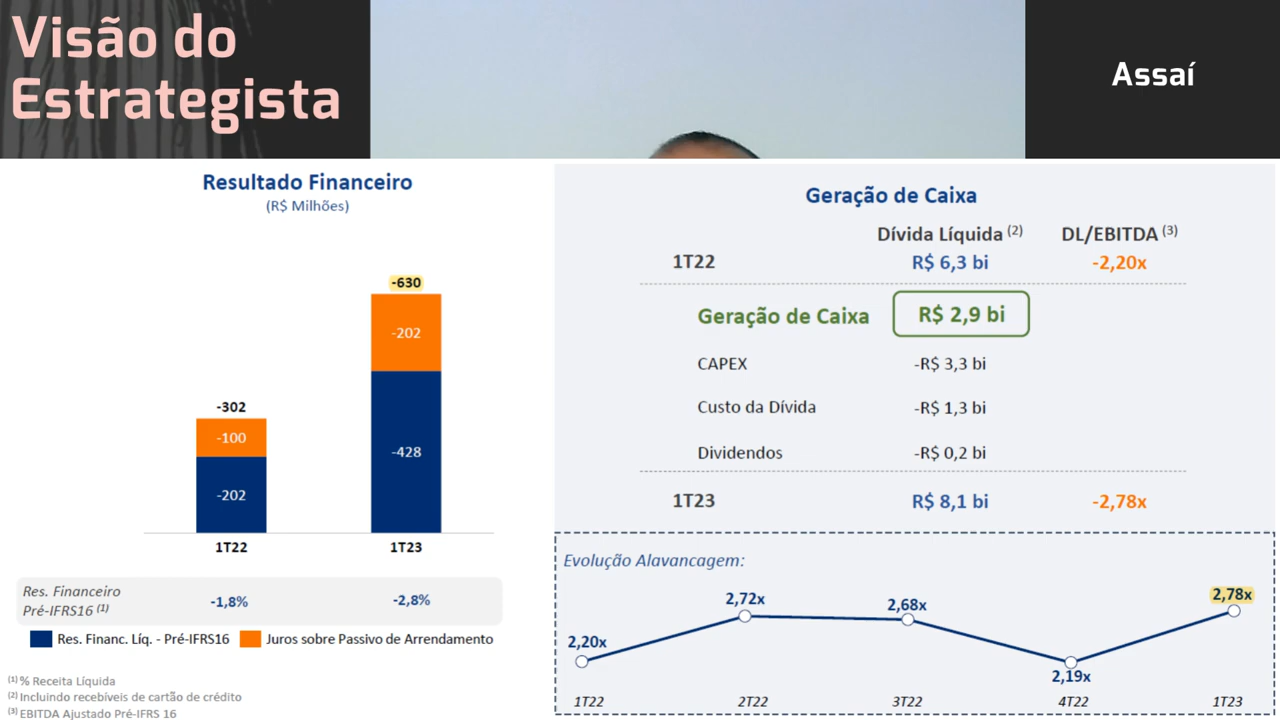 Visão do
Estrategista
Assaí
Resultado Financeiro
(R$ Milhões)
-630
-202
-428
-302
-100
-202
1T22
1T23
Res. Financeiro
Pré-IFRS16 (1)
-1,8%
-2,8%
Res. Financ. Líq. - Pré-IFRS16
Juros sobre Passivo de Arrendamento
(1) % Receita Líquida
(2) Incluindo recebíveis de cartão de crédito
(3) EBITDA Ajustado Pré-IFRS 16
Geração de Caixa
Dívida Líquida (2) DL/EBITDA (3)
1T22 R$ 6,3 bi -2,20x
Geração de Caixa R$ 2,9 bi
CAPEX -R$ 3,3 bi
Custo da Dívida -R$ 1,3 bi
Dividendos -R$ 0,2 bi
1T23 R$ 8,1 bi -2,78x
Evolução Alavancagem:
2,20x
2,72x
2,68x
2,19x
2,78x
1T22 2T22 3T22 4T22 1T23